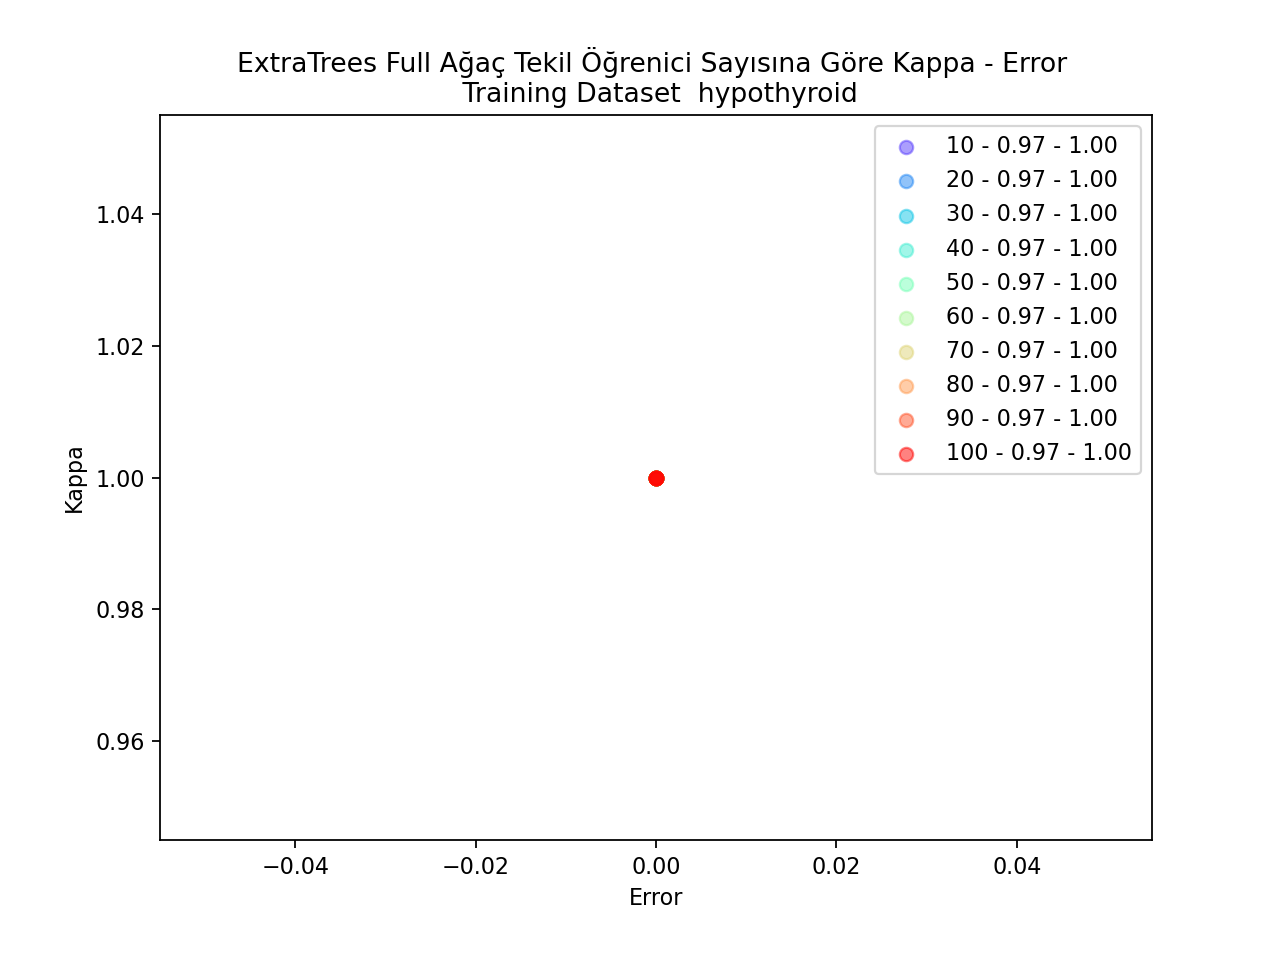 ExtraTrees Full Ağaç Tekil Öğrenici Sayısına Göre Kappa - Error
Training Dataset  hypothyroid
10 - 0.97 - 1.00
20 - 0.97 - 1.00
30 - 0.97 - 1.00
40 - 0.97 - 1.00
50 - 0.97 - 1.00
60 - 0.97 - 1.00
70 - 0.97 - 1.00
80 - 0.97 - 1.00
90 - 0.97 - 1.00
100 - 0.97 - 1.00
Kappa
1.04
1.02
1.00
0.98
0.96
−0.04
−0.02
0.00
0.02
0.04
Error